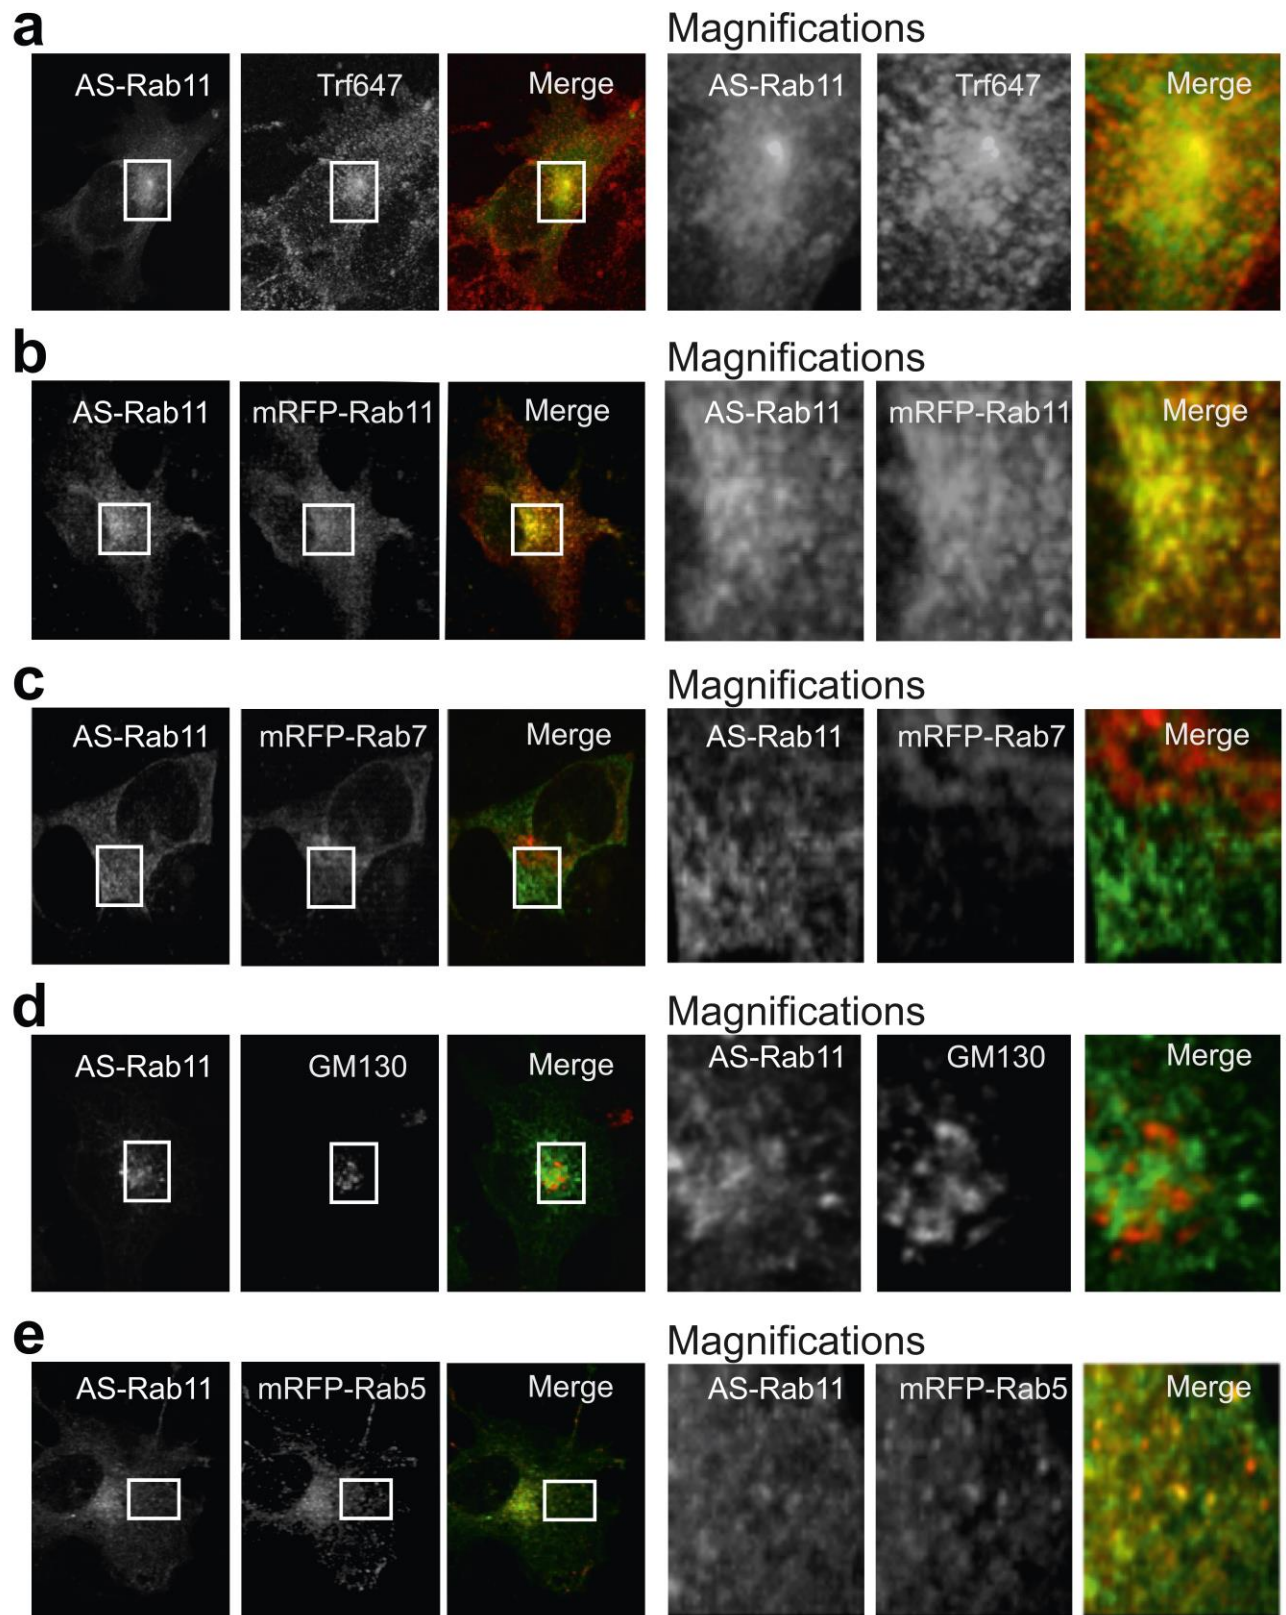 a
Magnifications
AS-Rab11 Trf647 Merge AS-Rab11 Trf647 Merge
b
Magnifications
AS-Rab11 mRFP-Rab11 Merge AS-Rab11 mRFP-Rab11 Merge
c
Magnifications
AS-Rab11 mRFP-Rab7 Merge AS-Rab11 mRFP-Rab7 Merge
d
Magnifications
AS-Rab11 GM130 Merge AS-Rab11 GM130 Merge
e
Magnifications
AS-Rab11 mRFP-Rab5 Merge AS-Rab11 mRFP-Rab5 Merge